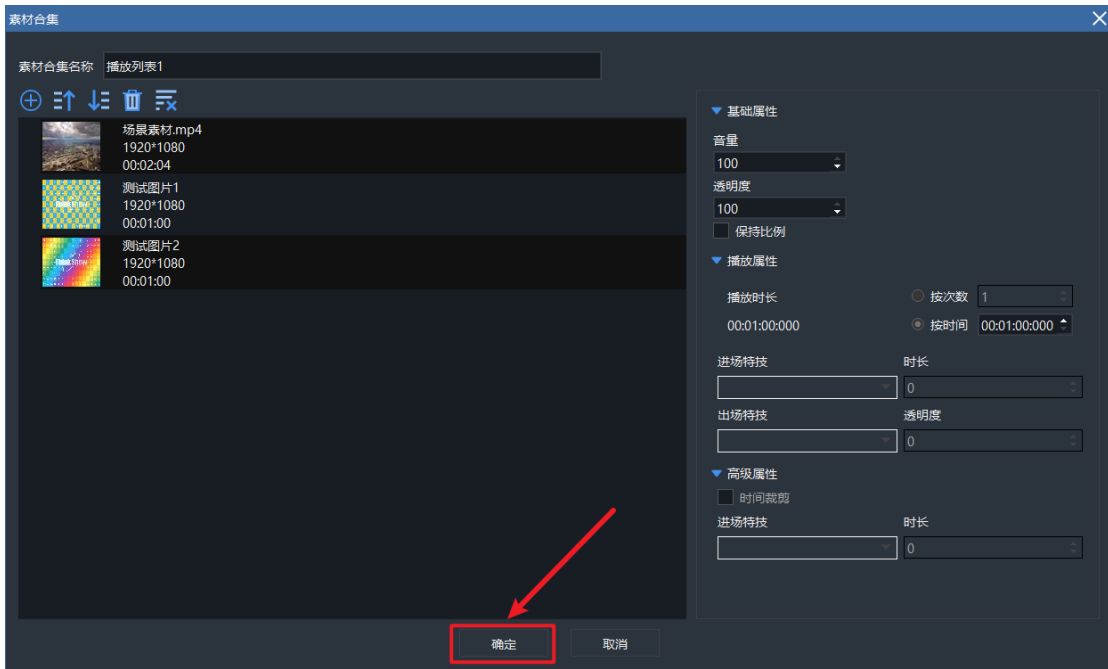 素材合集
素材合集名称 播放列表1
场景素材.mp4
1920*1080
00:02:04
测试图片1
1920*1080
00:01:00
测试图片2
1920*1080
00:01:00
基础属性
音量
100
透明度
100
保持比例
播放属性
播放时长 按次数 1
00:01:00:000 按时间 00:01:00:000
进场特技 时长
0
出场特技 透明度
0
高级属性
时间裁剪
进场特技 时长
0
确定 取消